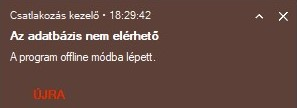 Csatlakozás kezelő • 18:29:42
Az adatbázis nem elérhető
A program offline módba lépett.
ÚJRA